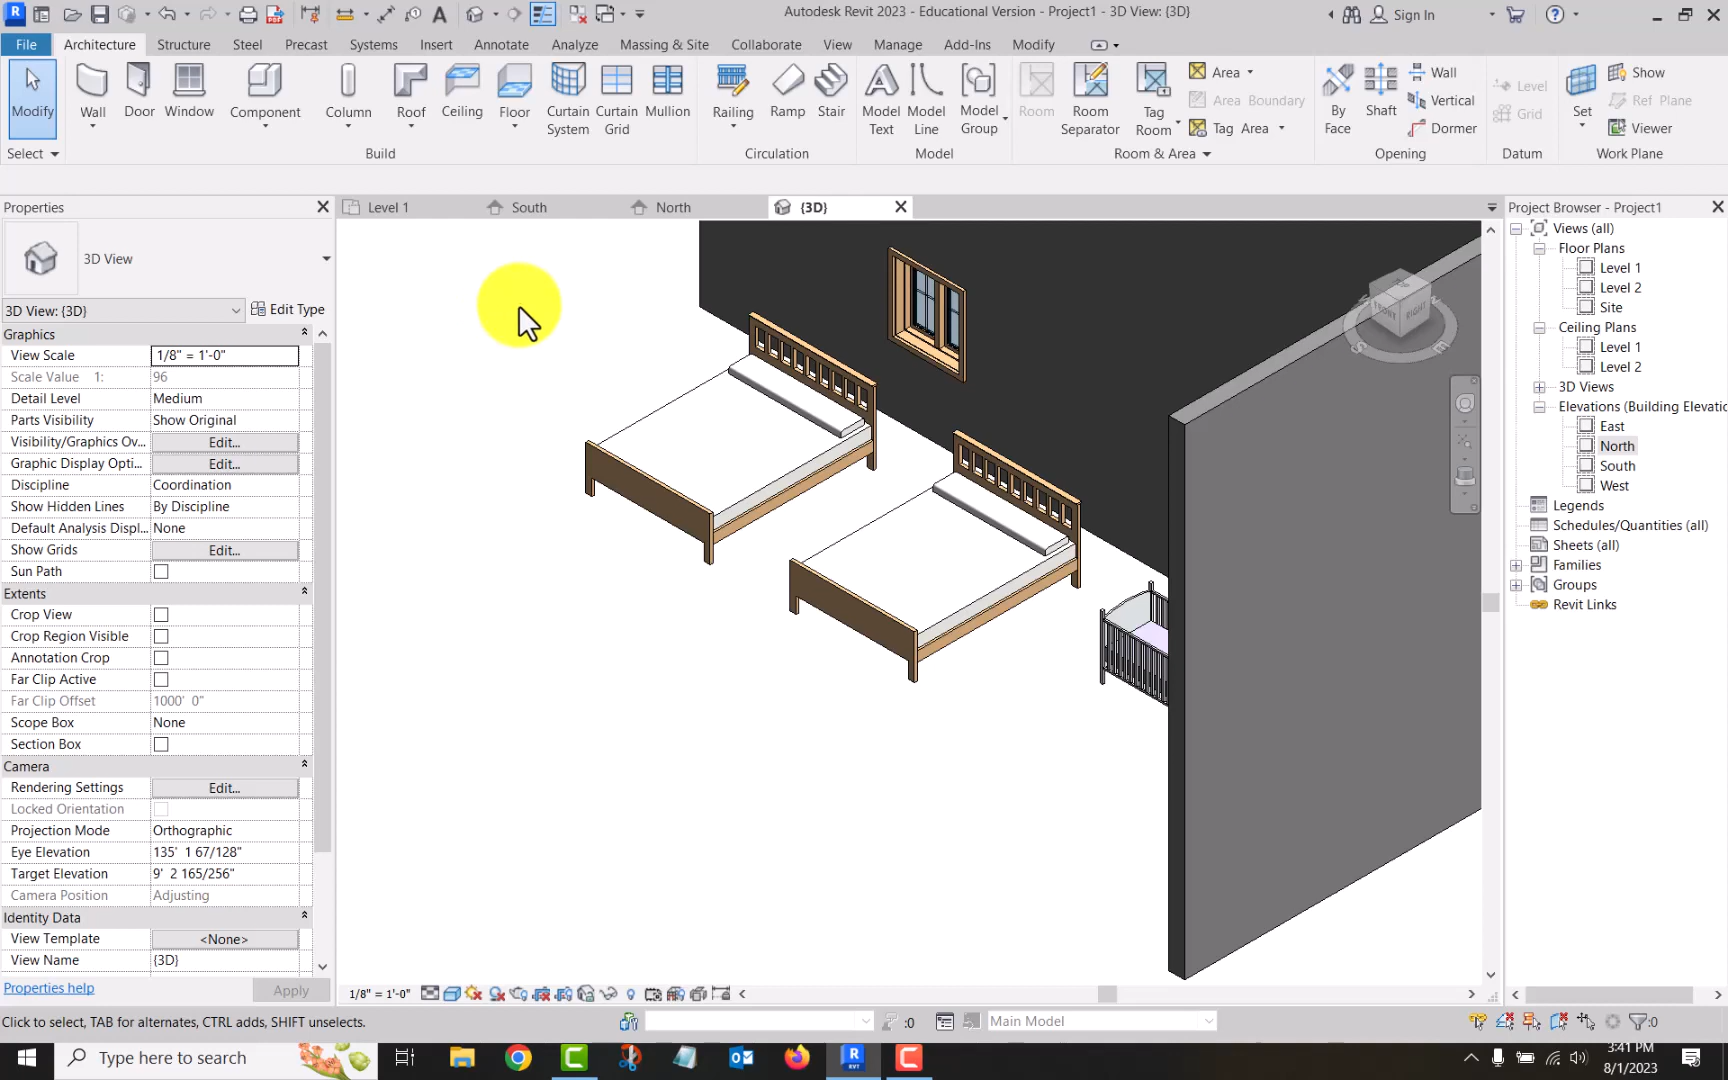 Autodesk Revit 2023 - Educational Version - Project1 - 3D View: {3D}
Sign In
File Architecture Structure Steel Precast Systems Insert Annotate Analyze Massing & Site Collaborate View Manage Add-Ins Modify
Modify Wall Door Window Component Column Roof Ceiling Floor Curtain System Curtain Grid Mullion Railing Ramp Stair Model Text Model Line Model Group Room Room Separator Tag Room Area Area Boundary Tag Area By Face Shaft Wall Vertical Dormer Level Grid Set Show Ref Plane Viewer
Select Build Circulation Model Room & Area Opening Datum Work Plane
Properties
Level 1 South North {3D}
Project Browser - Project1
3D View
3D View: {3D} Edit Type
Graphics
View Scale 1/8" = 1'-0"
Scale Value 1: 96
Detail Level Medium
Parts Visibility Show Original
Visibility/Graphics Ov... Edit...
Graphic Display Opti... Edit...
Discipline Coordination
Show Hidden Lines By Discipline
Default Analysis Displ... None
Show Grids Edit...
Sun Path
Extents
Crop View
Crop Region Visible
Annotation Crop
Far Clip Active
Far Clip Offset 1000' 0"
Scope Box None
Section Box
Camera
Rendering Settings Edit...
Locked Orientation
Projection Mode Orthographic
Eye Elevation 135' 1 67/128"
Target Elevation 9' 2 165/256"
Camera Position Adjusting
Identity Data
View Template <None>
View Name {3D}
Properties help Apply
FRONT RIGHT
S E
Views (all)
Floor Plans
Level 1
Level 2
Site
Ceiling Plans
Level 1
Level 2
3D Views
Elevations (Building Elevatio
East
North
South
West
Legends
Schedules/Quantities (all)
Sheets (all)
Families
Groups
Revit Links
1/8" = 1'-0"
Click to select, TAB for alternates, CTRL adds, SHIFT unselects.
:0
Main Model
:0
Type here to search
3:41 PM
8/1/2023